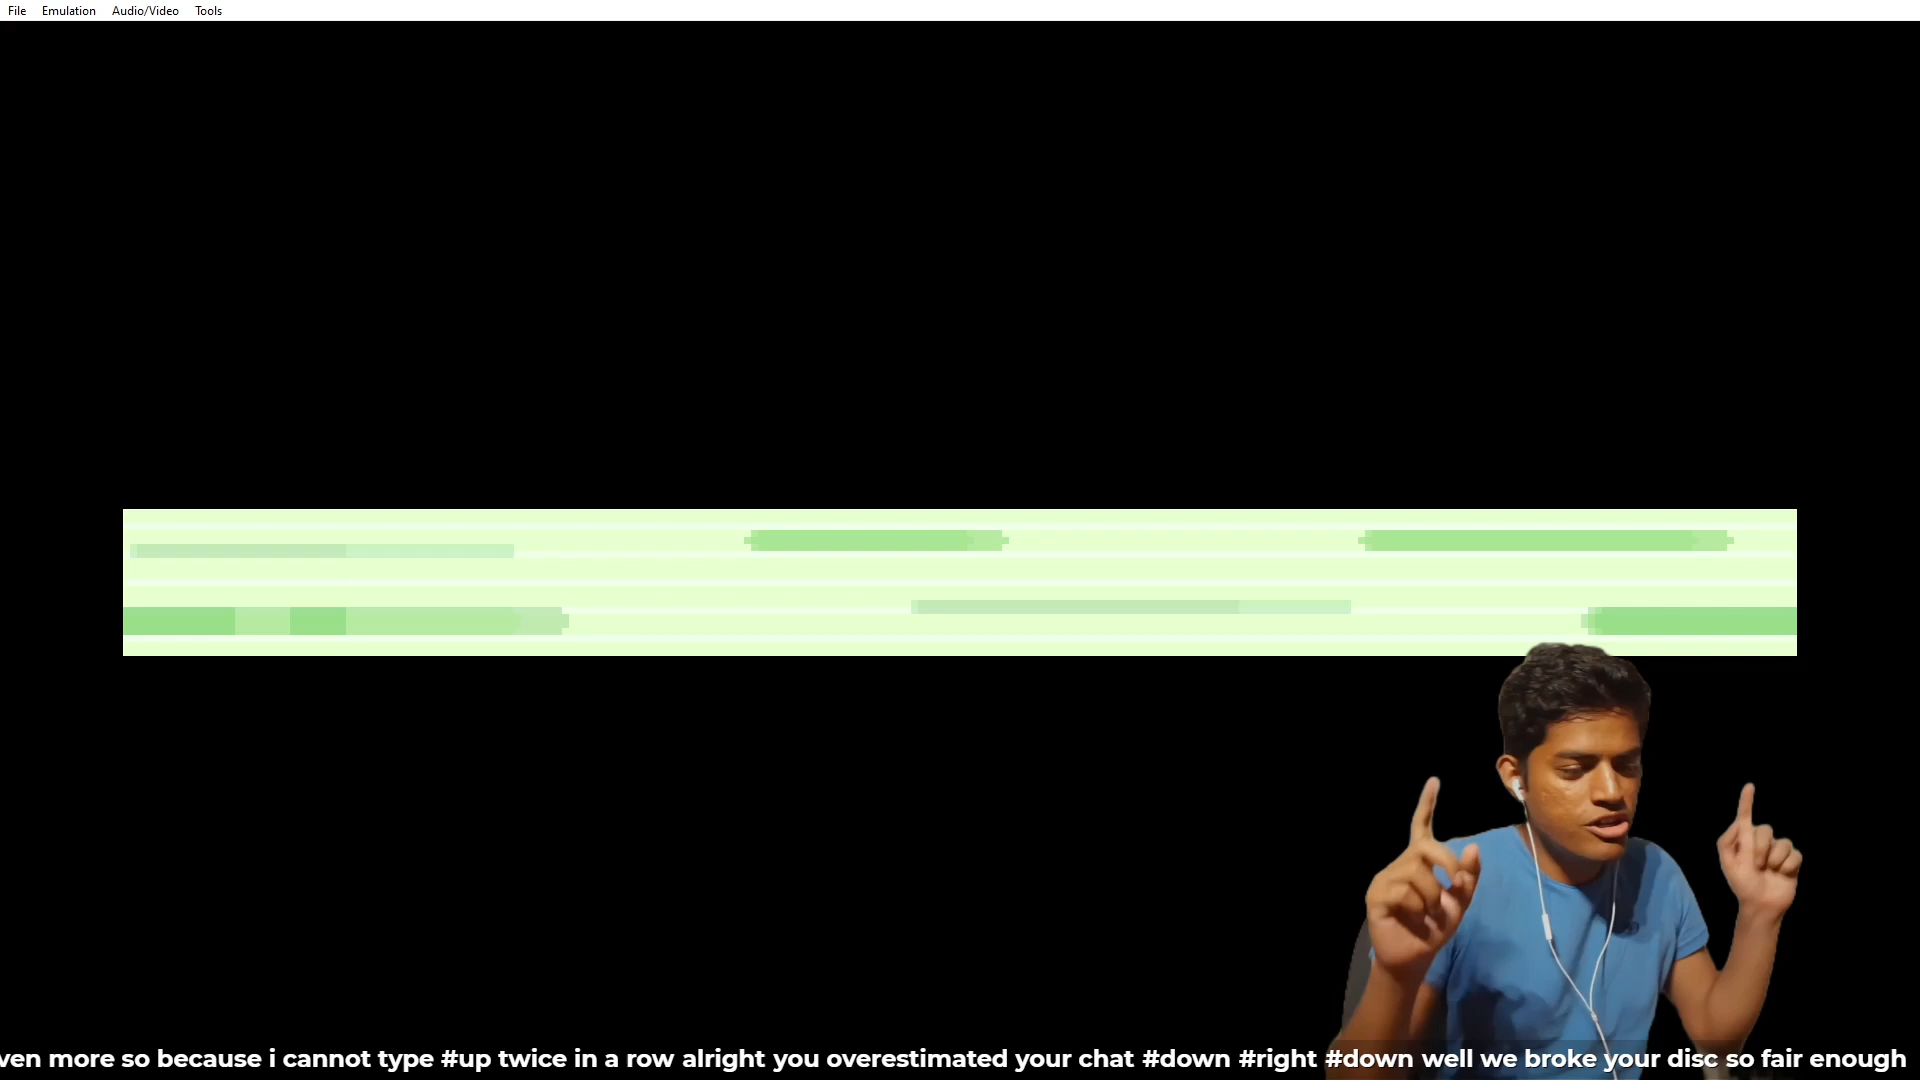 File Emulation Audio/Video Tools
ven more so because i cannot type #up twice in a row alright you overestimated your chat #down #right #down well we broke your disc so fair enough